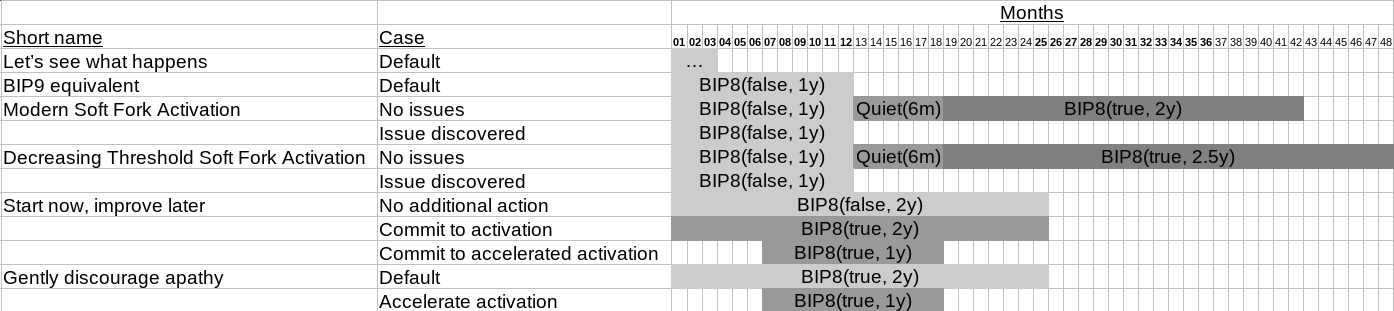 Months
Short name Case 01 02 03 04 05 06 07 08 09 10 11 12 13 14 15 16 17 18 19 20 21 22 23 24 25 26 27 28 29 30 31 32 33 34 35 36 37 38 39 40 41 42 43 44 45 46 47 48
Let’s see what happens Default …
BIP9 equivalent Default BIP8(false, 1y)
Modern Soft Fork Activation No issues BIP8(false, 1y) Quiet(6m) BIP8(true, 2y)
Issue discovered BIP8(false, 1y)
Decreasing Threshold Soft Fork Activation No issues BIP8(false, 1y) Quiet(6m) BIP8(true, 2.5y)
Issue discovered BIP8(false, 1y)
Start now, improve later No additional action BIP8(false, 2y)
Commit to activation BIP8(true, 2y)
Commit to accelerated activation BIP8(true, 1y)
Gently discourage apathy Default BIP8(true, 2y)
Accelerate activation BIP8(true, 1y)